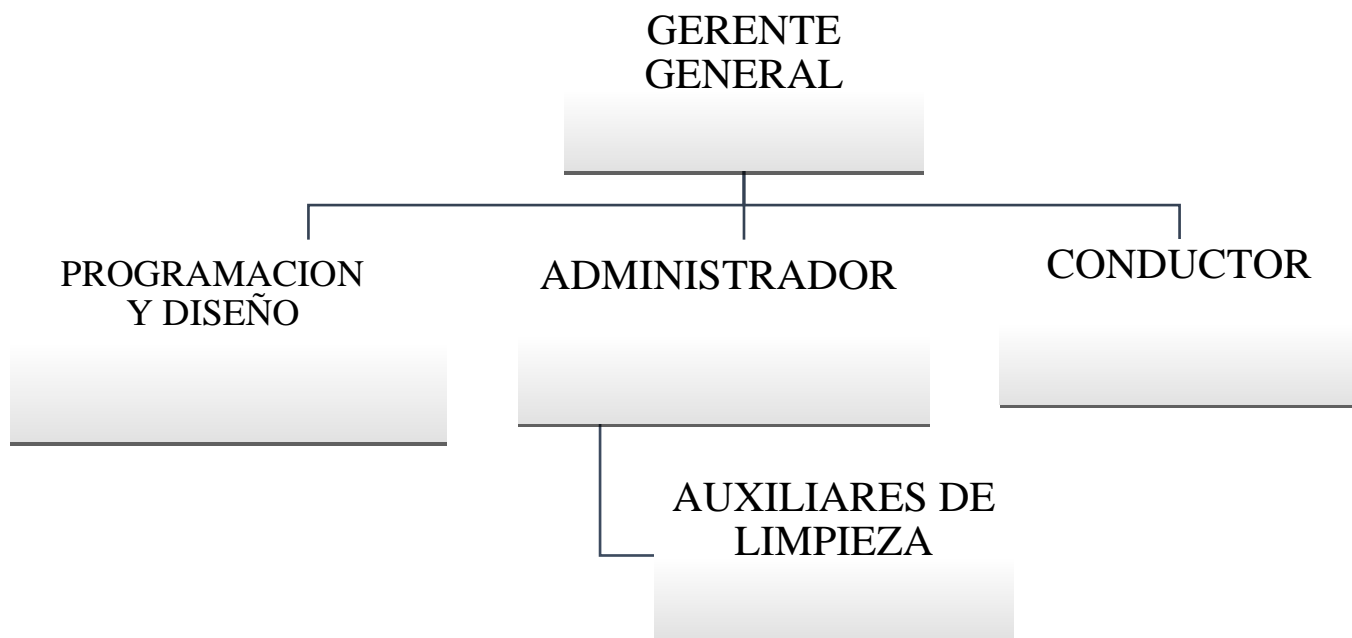 GERENTE
GENERAL
PROGRAMACION
Y DISEÑO
ADMINISTRADOR
CONDUCTOR
AUXILIARES DE
LIMPIEZA